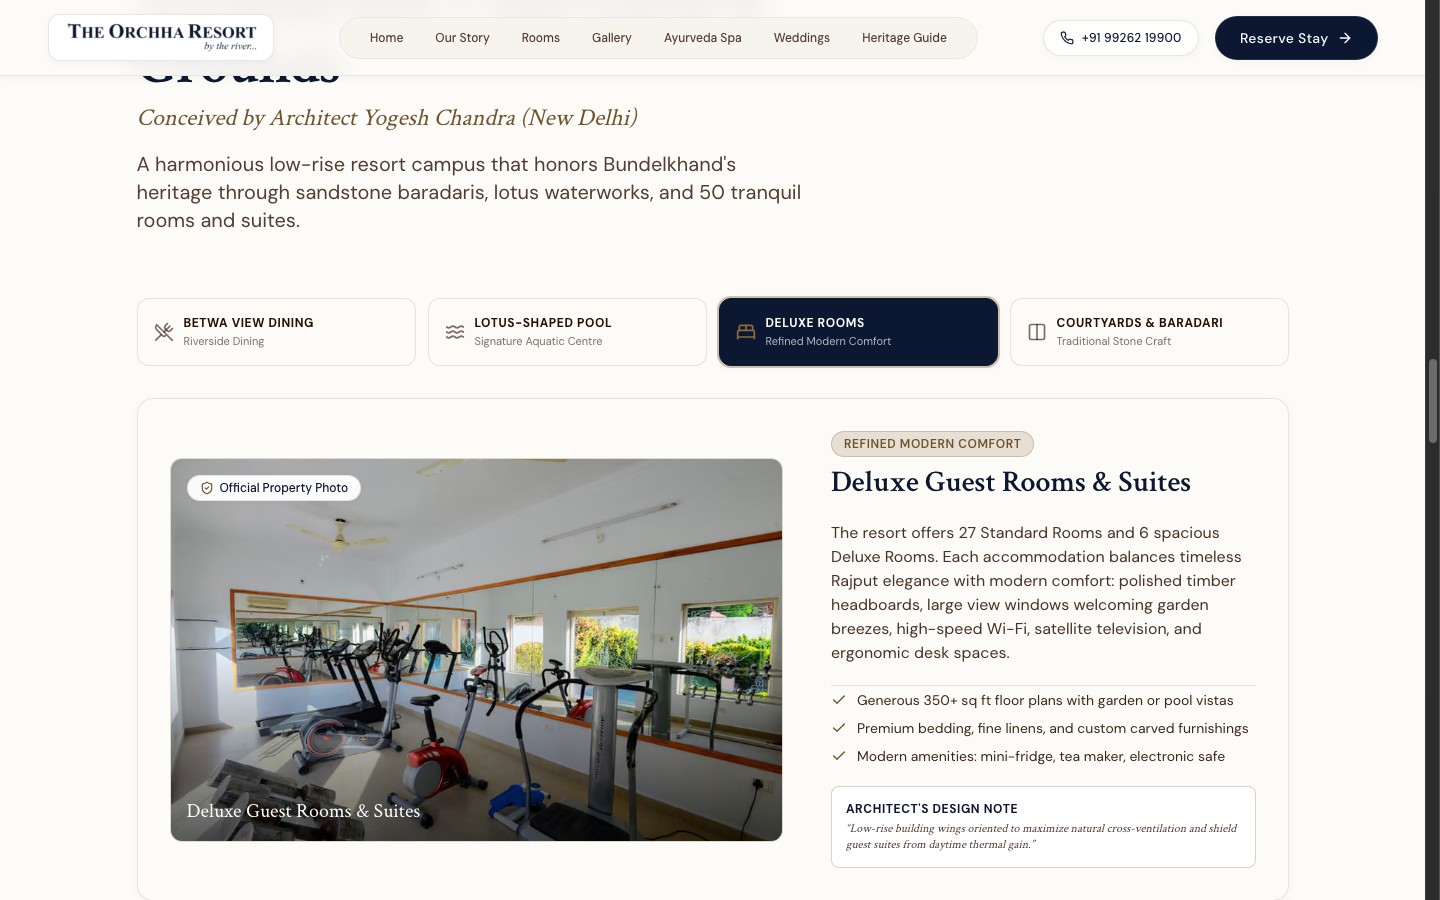 THE ORCHHA RESORT
by the river...
Home
Our Story
Rooms
Gallery
Ayurveda Spa
Weddings
Heritage Guide
+91 99262 19900
Reserve Stay
Grounds
Conceived by Architect Yogesh Chandra (New Delhi)
A harmonious low-rise resort campus that honors Bundelkhand's
heritage through sandstone baradaris, lotus waterworks, and 50 tranquil
rooms and suites.
BETWA VIEW DINING
Riverside Dining
LOTUS-SHAPED POOL
Signature Aquatic Centre
DELUXE ROOMS
Refined Modern Comfort
COURTYARDS & BARADARI
Traditional Stone Craft
Official Property Photo
Deluxe Guest Rooms & Suites
REFINED MODERN COMFORT
Deluxe Guest Rooms & Suites
The resort offers 27 Standard Rooms and 6 spacious
Deluxe Rooms. Each accommodation balances timeless
Rajput elegance with modern comfort: polished timber
headboards, large view windows welcoming garden
breezes, high-speed Wi-Fi, satellite television, and
ergonomic desk spaces.
Generous 350+ sq ft floor plans with garden or pool vistas
Premium bedding, fine linens, and custom carved furnishings
Modern amenities: mini-fridge, tea maker, electronic safe
ARCHITECT'S DESIGN NOTE
"Low-rise building wings oriented to maximize natural cross-ventilation and shield
guest suites from daytime thermal gain."